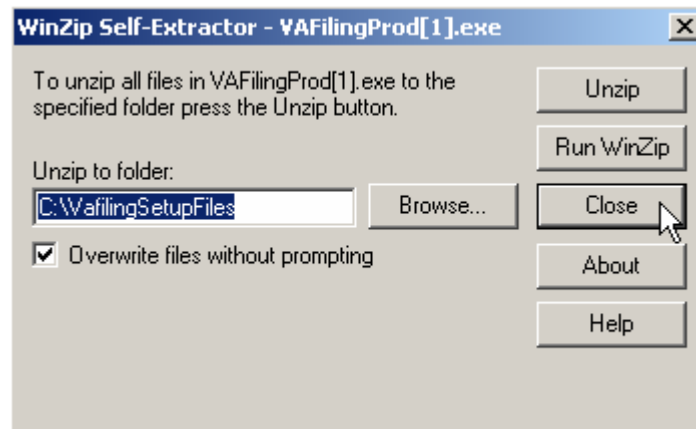 WinZip Self-Extractor - VAFilingProd[1].exe
To unzip all files in VAFilingProd[1].exe to the
specified folder press the Unzip button.
Unzip to folder:
C:\VafilingSetupFiles
Browse...
Overwrite files without prompting
Unzip
Run WinZip
Close
About
Help